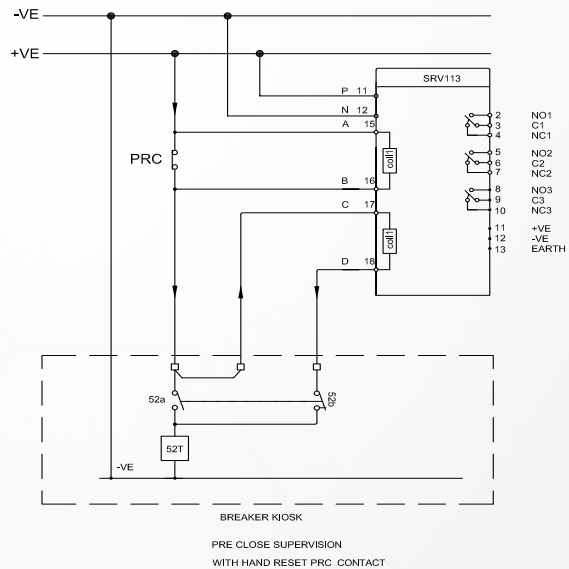 -VE
+VE
SRV113
P 11
N 12
A 15
PRC
coil1
B 16
C 17
coil1
D 18
2 NO1
3 C1
4 NC1
5 NO2
6 C2
7 NC2
8 NO3
9 C3
10 NC3
11 +VE
12 -VE
13 EARTH
52a
52b
52T
-VE
BREAKER KIOSK
PRE CLOSE SUPERVISION
WITH HAND RESET PRC CONTACT